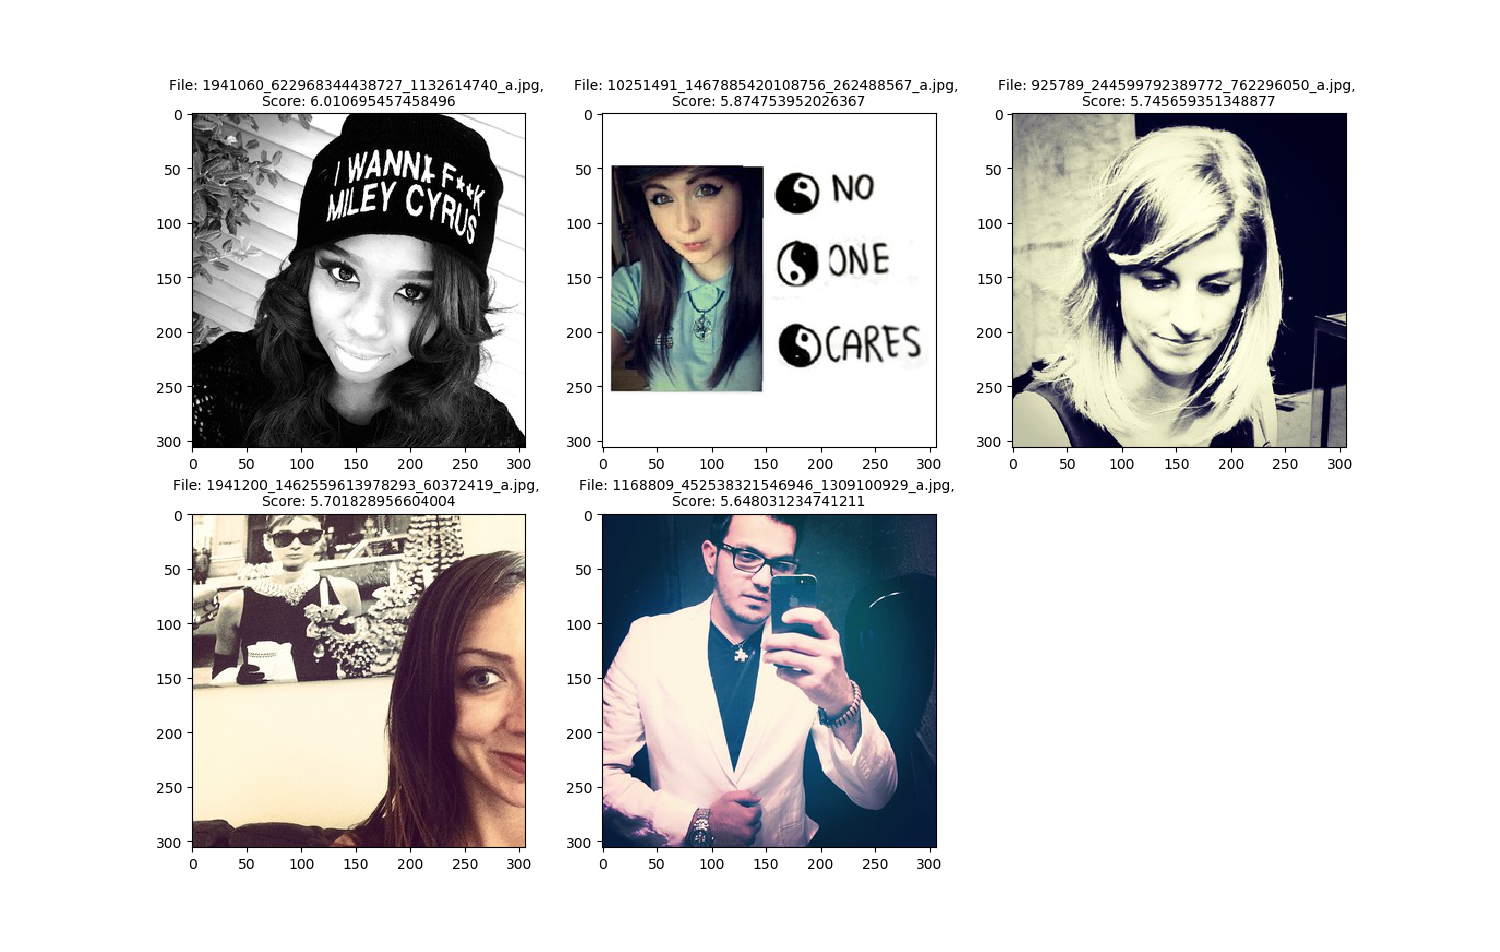 File: 1941060_622968344438727_1132614740_a.jpg,
Score: 6.010695457458496
File: 10251491_1467885420108756_262488567_a.jpg,
Score: 5.874753952026367
File: 925789_244599792389772_762296050_a.jpg,
Score: 5.745659351348877
0
50
100
150
200
250
300
0 50 100 150 200 250 300
I WANNA F**K
MILEY CYRUS
0
50
100
150
200
250
300
0 50 100 150 200 250 300
NO
ONE
CARES
0
50
100
150
200
250
300
0 50 100 150 200 250 300
File: 1941200_1462559613978293_60372419_a.jpg,
Score: 5.701828956604004
File: 1168809_452538321546946_1309100929_a.jpg,
Score: 5.648031234741211
0
50
100
150
200
250
300
0 50 100 150 200 250 300
0
50
100
150
200
250
300
0 50 100 150 200 250 300